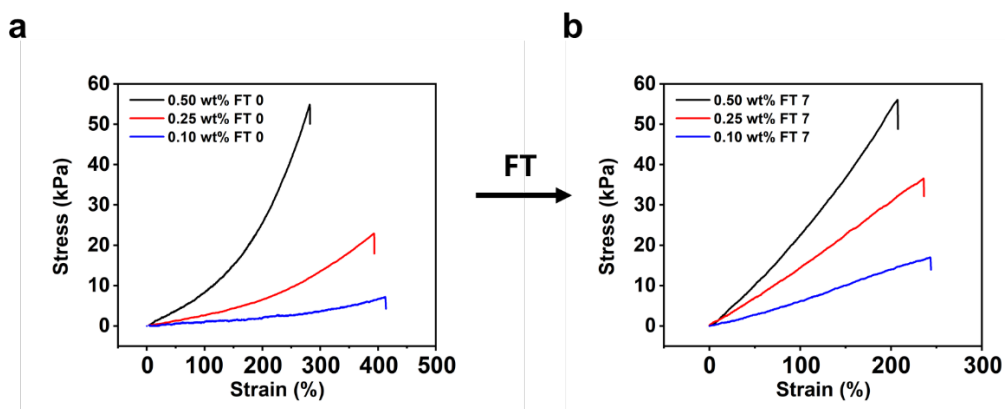 a
60
50
40
30
20
10
0
Stress (kPa)
0.50 wt% FT 0
0.25 wt% FT 0
0.10 wt% FT 0
0 100 200 300 400 500
Strain (%)
FT
b
60
50
40
30
20
10
0
Stress (kPa)
0.50 wt% FT 7
0.25 wt% FT 7
0.10 wt% FT 7
0 100 200 300
Strain (%)